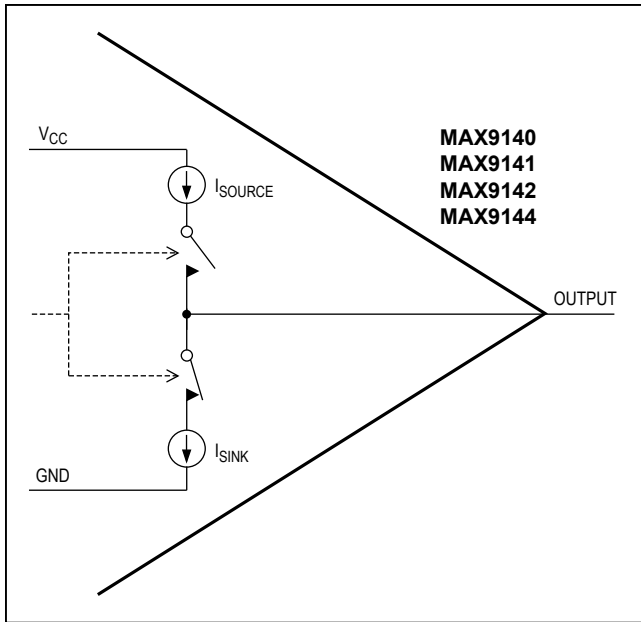 MAX9140
MAX9141
MAX9142
MAX9144
VCC
ISOURCE
OUTPUT
ISINK
GND